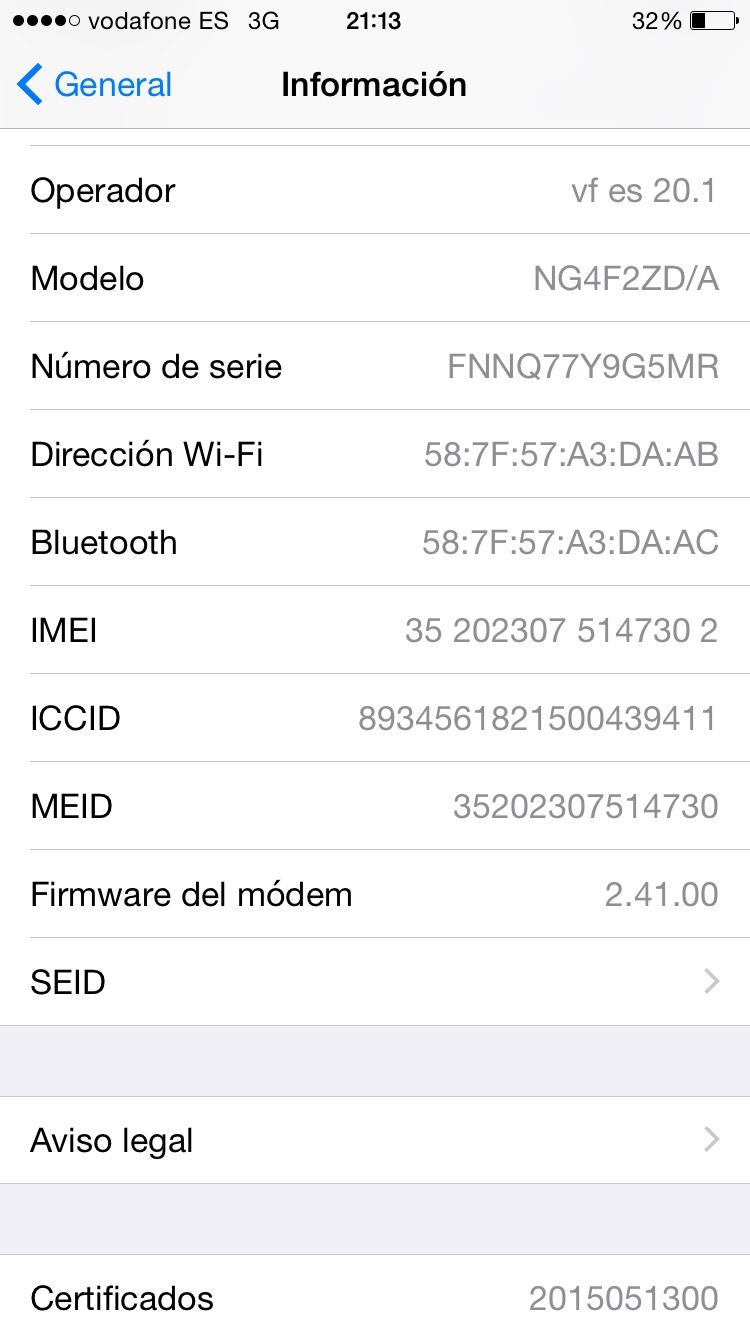 vodafone ES 3G 21:13 32%
General Información
Operador vf es 20.1
Modelo NG4F2ZD/A
Número de serie FNNQ77Y9G5MR
Dirección Wi-Fi 58:7F:57:A3:DA:AB
Bluetooth 58:7F:57:A3:DA:AC
IMEI 35 202307 514730 2
ICCID 8934561821500439411
MEID 35202307514730
Firmware del módem 2.41.00
SEID
Aviso legal
Certificados 2015051300